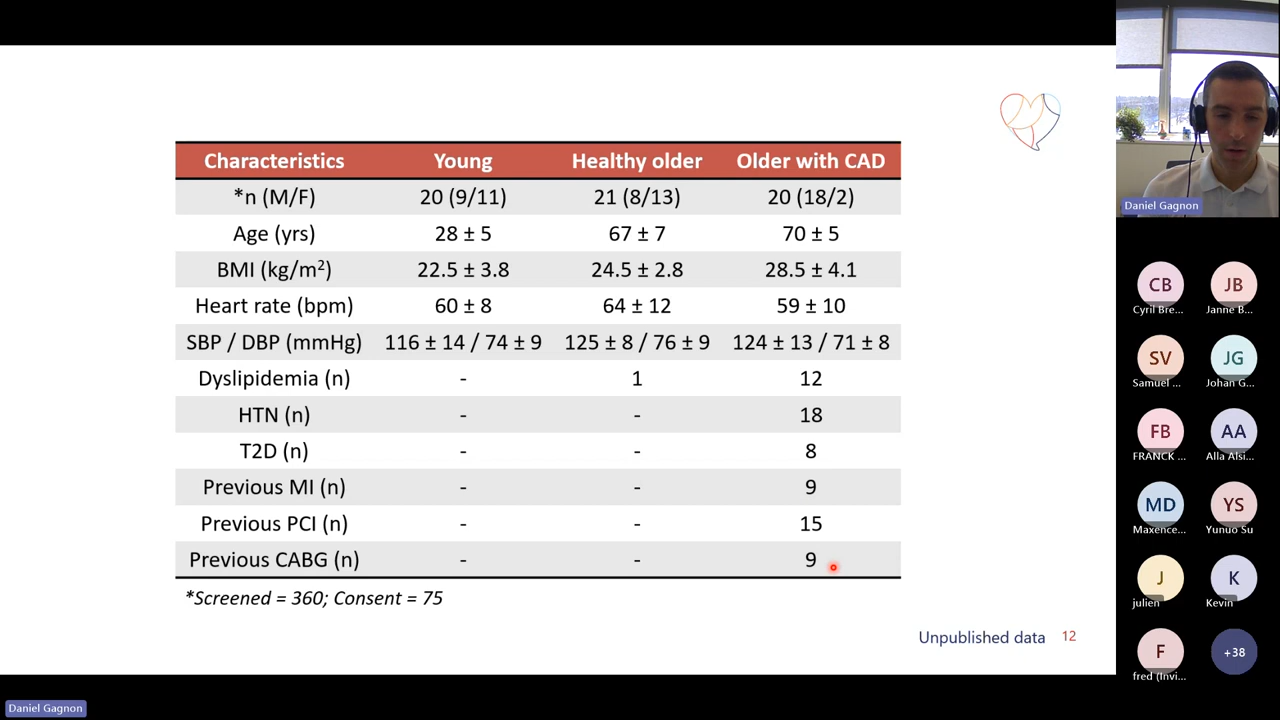 Characteristics Young Healthy older Older with CAD
*n (M/F) 20 (9/11) 21 (8/13) 20 (18/2)
Age (yrs) 28 ± 5 67 ± 7 70 ± 5
BMI (kg/m²) 22.5 ± 3.8 24.5 ± 2.8 28.5 ± 4.1
Heart rate (bpm) 60 ± 8 64 ± 12 59 ± 10
SBP / DBP (mmHg) 116 ± 14 / 74 ± 9 125 ± 8 / 76 ± 9 124 ± 13 / 71 ± 8
Dyslipidemia (n) - 1 12
HTN (n) - - 18
T2D (n) - - 8
Previous MI (n) - - 9
Previous PCI (n) - - 15
Previous CABG (n) - - 9
*Screened = 360; Consent = 75
Unpublished data 12
Daniel Gagnon
CB JB
Cyril Bre... Janne B...
SV JG
Samuel ... Johan G...
FB AA
FRANCK ... Alla Alsi...
MD YS
Maxence... Yunuo Su
J K
julien Kevin
F +38
fred (Invi...
Daniel Gagnon